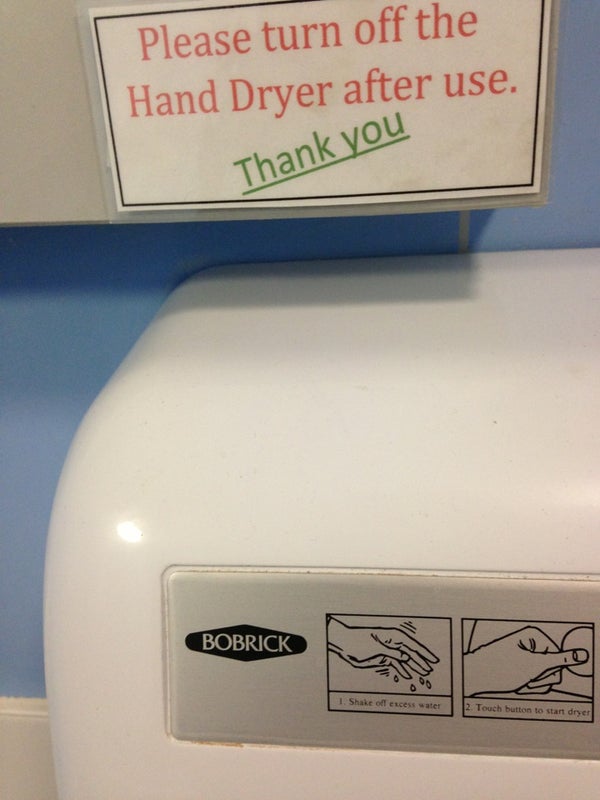 Please turn off the
Hand Dryer after use.
Thank you
BOBRICK
1. Shake off excess water
2. Touch button to start dryer